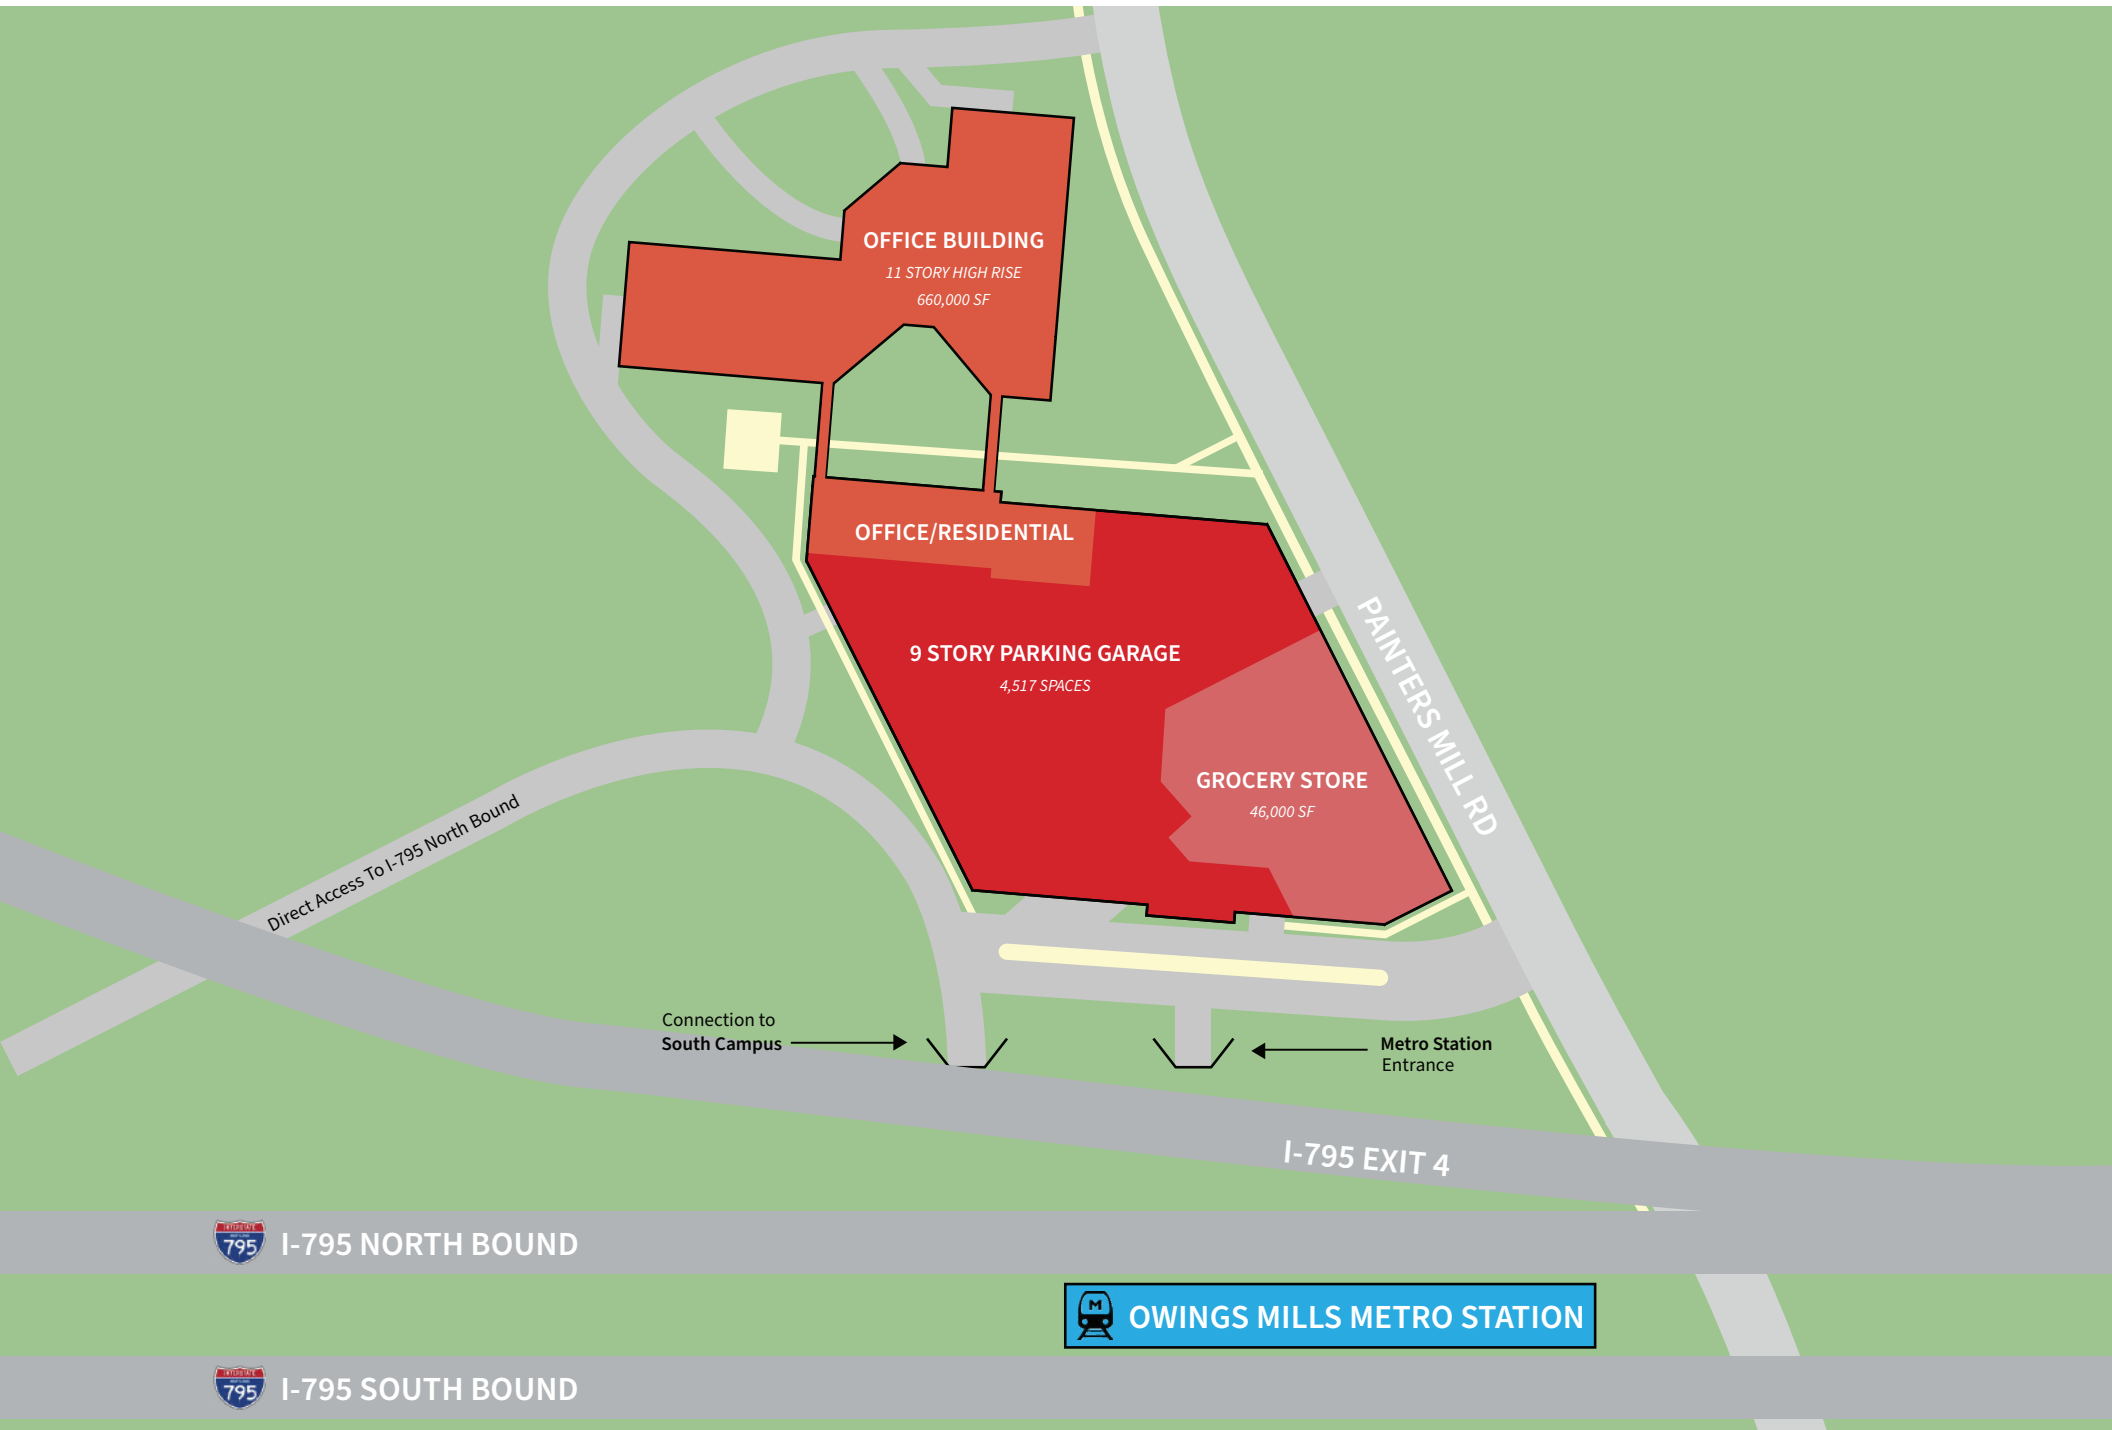 OFFICE BUILDING
11 STORY HIGH RISE
660,000 SF
OFFICE/RESIDENTIAL
9 STORY PARKING GARAGE
4,517 SPACES
PAINTERS MILL RD
GROCERY STORE
46,000 SF
Direct Access To I-795 North Bound
Connection to
South Campus
Metro Station
Entrance
I-795 EXIT 4
INTERSTATE
795
I-795 NORTH BOUND
M
OWINGS MILLS METRO STATION
INTERSTATE
795
I-795 SOUTH BOUND